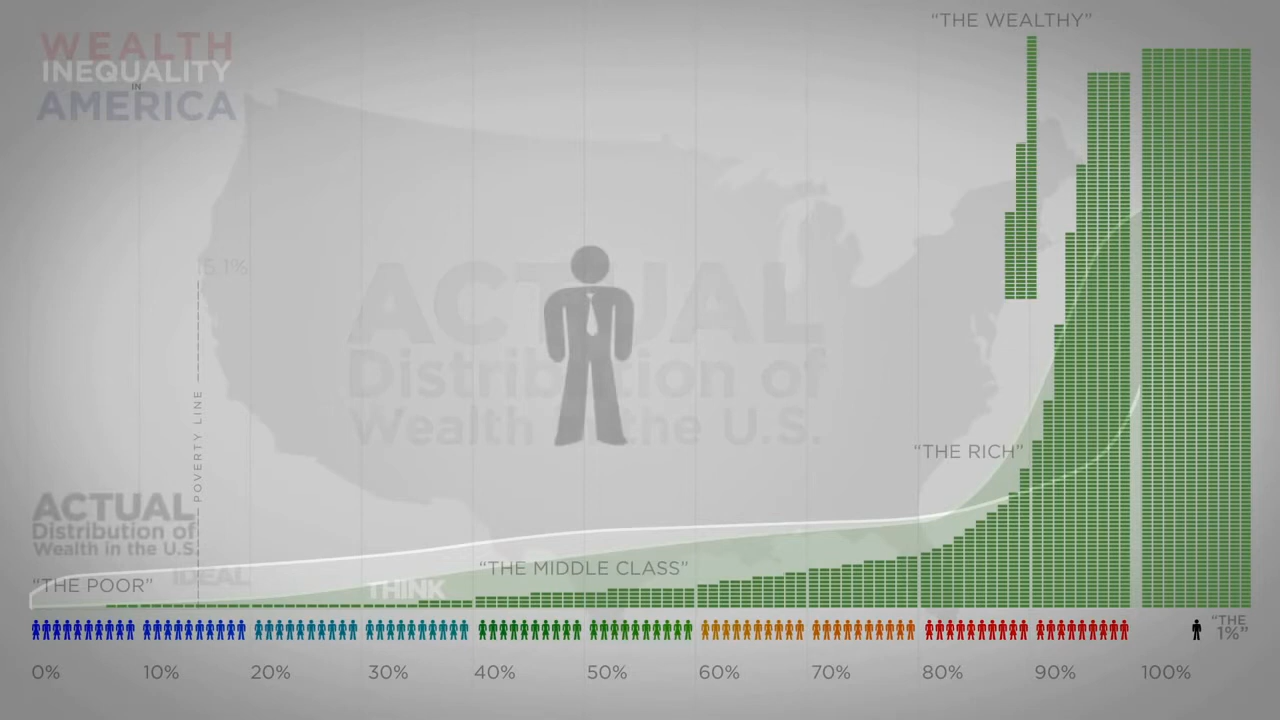 "THE WEALTHY"
WEALTH
INEQUALITY
IN
AMERICA
15.1%
ACTUAL
Distribution of
Wealth in the U.S.
POVERTY LINE
"THE RICH"
ACTUAL
Distribution of
Wealth in the U.S.
"THE MIDDLE CLASS"
"THE POOR"
IDEAL
THINK
"THE
1%"
0% 10% 20% 30% 40% 50% 60% 70% 80% 90% 100%